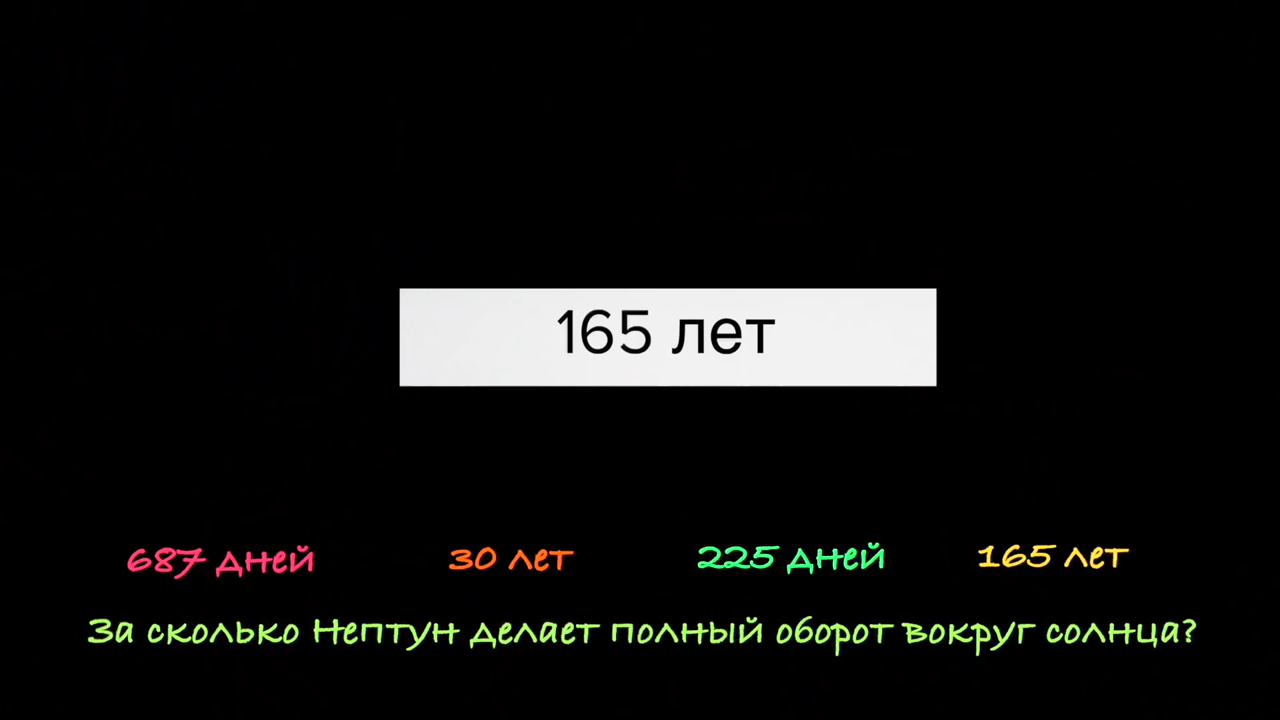 165 лет
687 дней 30 лет 225 дней 165 лет
За сколько Нептун делает полный оборот вокруг солнца?